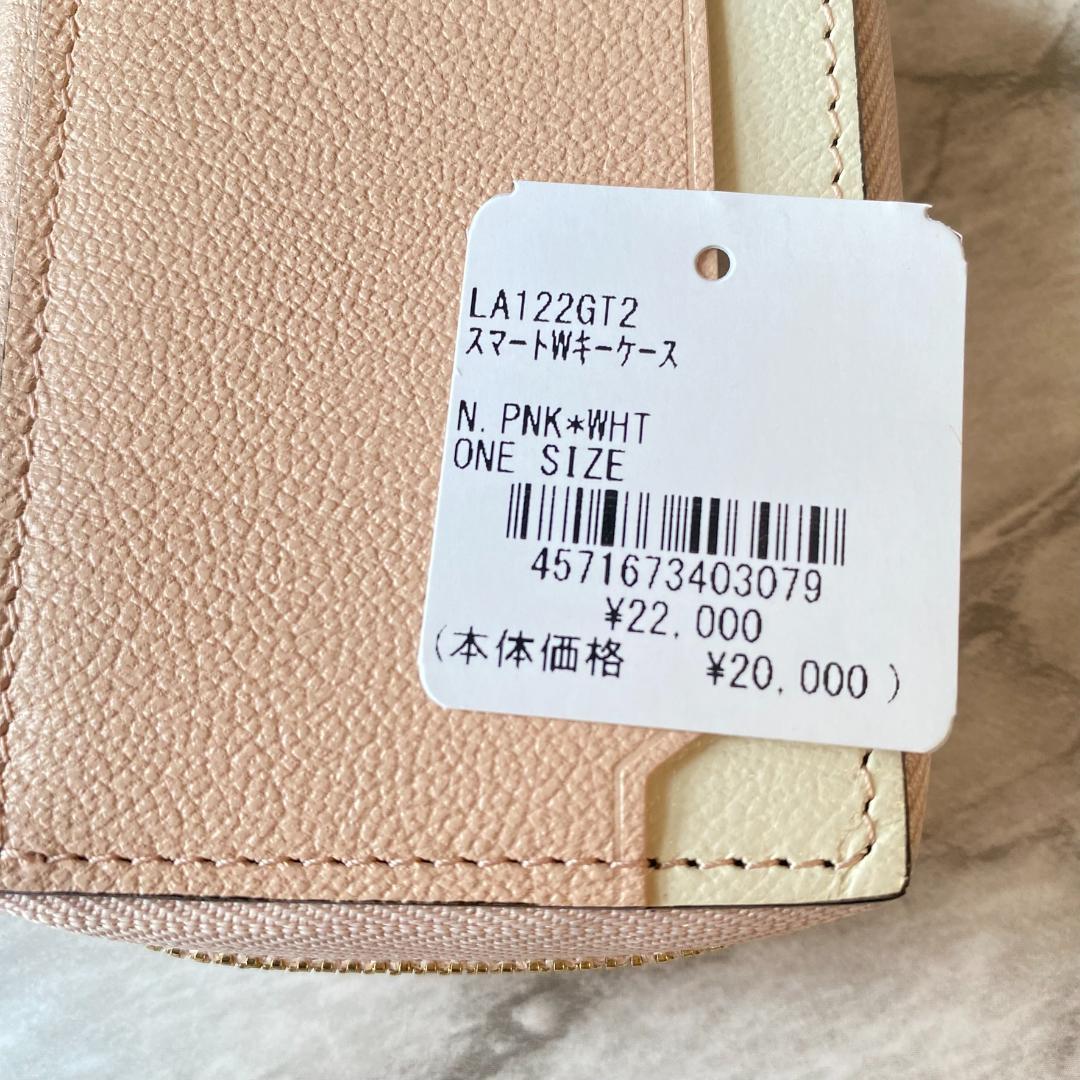 LA122GT2
スマートWキーケース
N. PNK*WHT
ONE SIZE
4571673403079
¥22,000
(本体価格 ¥20,000 )